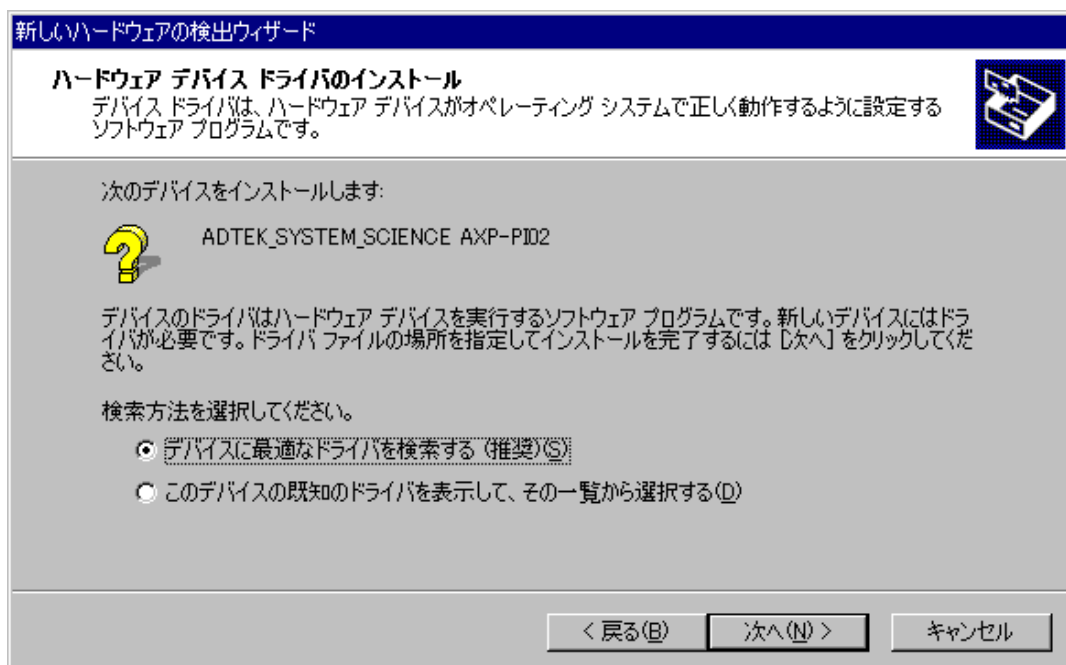 新しいハードウェアの検出ウィザード
ハードウェア デバイス ドライバのインストール
デバイス ドライバは、ハードウェア デバイスがオペレーティング システムで正しく動作するように設定する
ソフトウェア プログラムです。
次のデバイスをインストールします:
ADTEK_SYSTEM_SCIENCE AXP-PI02
デバイスのドライバはハードウェア デバイスを実行するソフトウェア プログラムです。新しいデバイスにはドラ
イバが必要です。ドライバ ファイルの場所を指定してインストールを完了するには [次へ] をクリックしてくだ
さい。
検索方法を選択してください。
デバイスに最適なドライバを検索する (推奨)(S)
このデバイスの既知のドライバを表示して、その一覧から選択する(D)
< 戻る(B) 次へ(N) > キャンセル